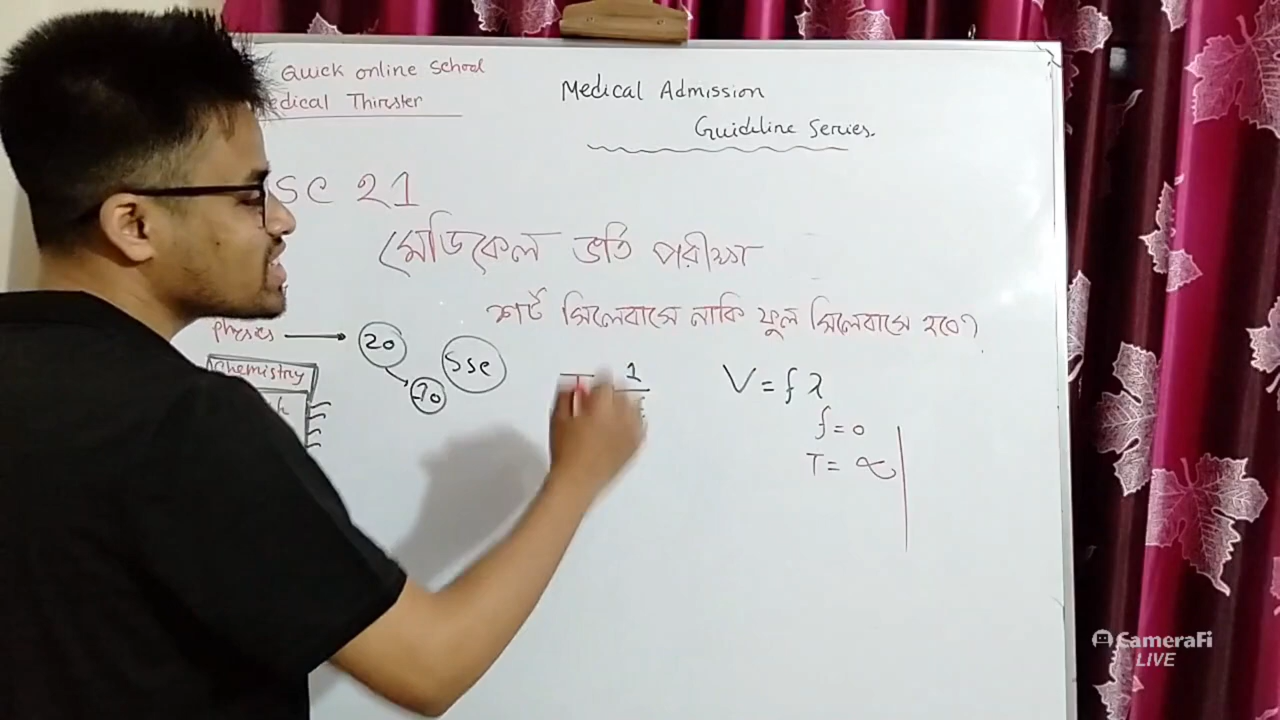 Quick online School
edical Thruster
Medical Admission
Guideline Series.
SC 21
মেডিকেল ভর্তি পরীক্ষা
শর্ট সিলেবাসে নাকি ফুল সিলেবাসে হবে?
physics → 20
10
SSC
chemistry
1
V = f λ
f = 0
T = ∝
CameraFi
LIVE